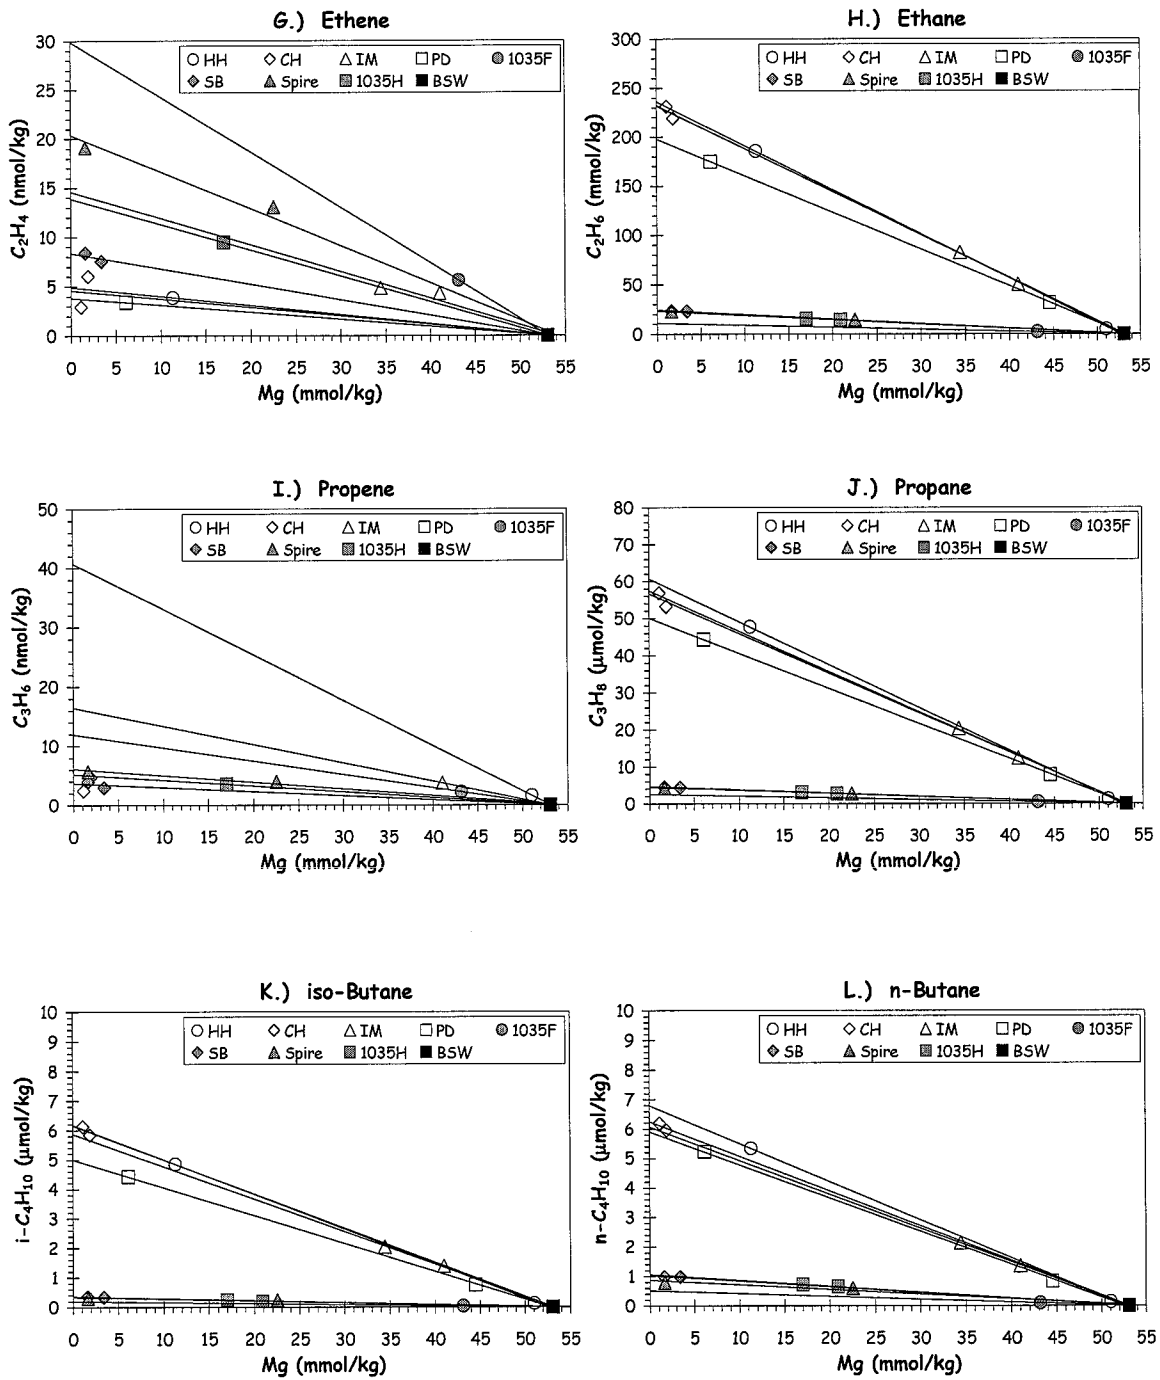 G.) Ethene
30
25
20
15
10
5
0
C2H4 (nmol/kg)
HH CH IM PD 1035F
SB Spire 1035H BSW
0 5 10 15 20 25 30 35 40 45 50 55
Mg (mmol/kg)
H.) Ethane
300
250
200
150
100
50
0
C2H6 (mmol/kg)
HH CH IM PD 1035F
SB Spire 1035H BSW
0 5 10 15 20 25 30 35 40 45 50 55
Mg (mmol/kg)
I.) Propene
50
40
30
20
10
0
C3H6 (nmol/kg)
HH CH IM PD 1035F
SB Spire 1035H BSW
0 5 10 15 20 25 30 35 40 45 50 55
Mg (mmol/kg)
J.) Propane
80
70
60
50
40
30
20
10
0
C3H8 (μmol/kg)
HH CH IM PD 1035F
SB Spire 1035H BSW
0 5 10 15 20 25 30 35 40 45 50 55
Mg (mmol/kg)
K.) iso-Butane
10
9
8
7
6
5
4
3
2
1
0
i-C4H10 (μmol/kg)
HH CH IM PD 1035F
SB Spire 1035H BSW
0 5 10 15 20 25 30 35 40 45 50 55
Mg (mmol/kg)
L.) n-Butane
10
9
8
7
6
5
4
3
2
1
0
n-C4H10 (μmol/kg)
HH CH IM PD 1035F
SB Spire 1035H BSW
0 5 10 15 20 25 30 35 40 45 50 55
Mg (mmol/kg)